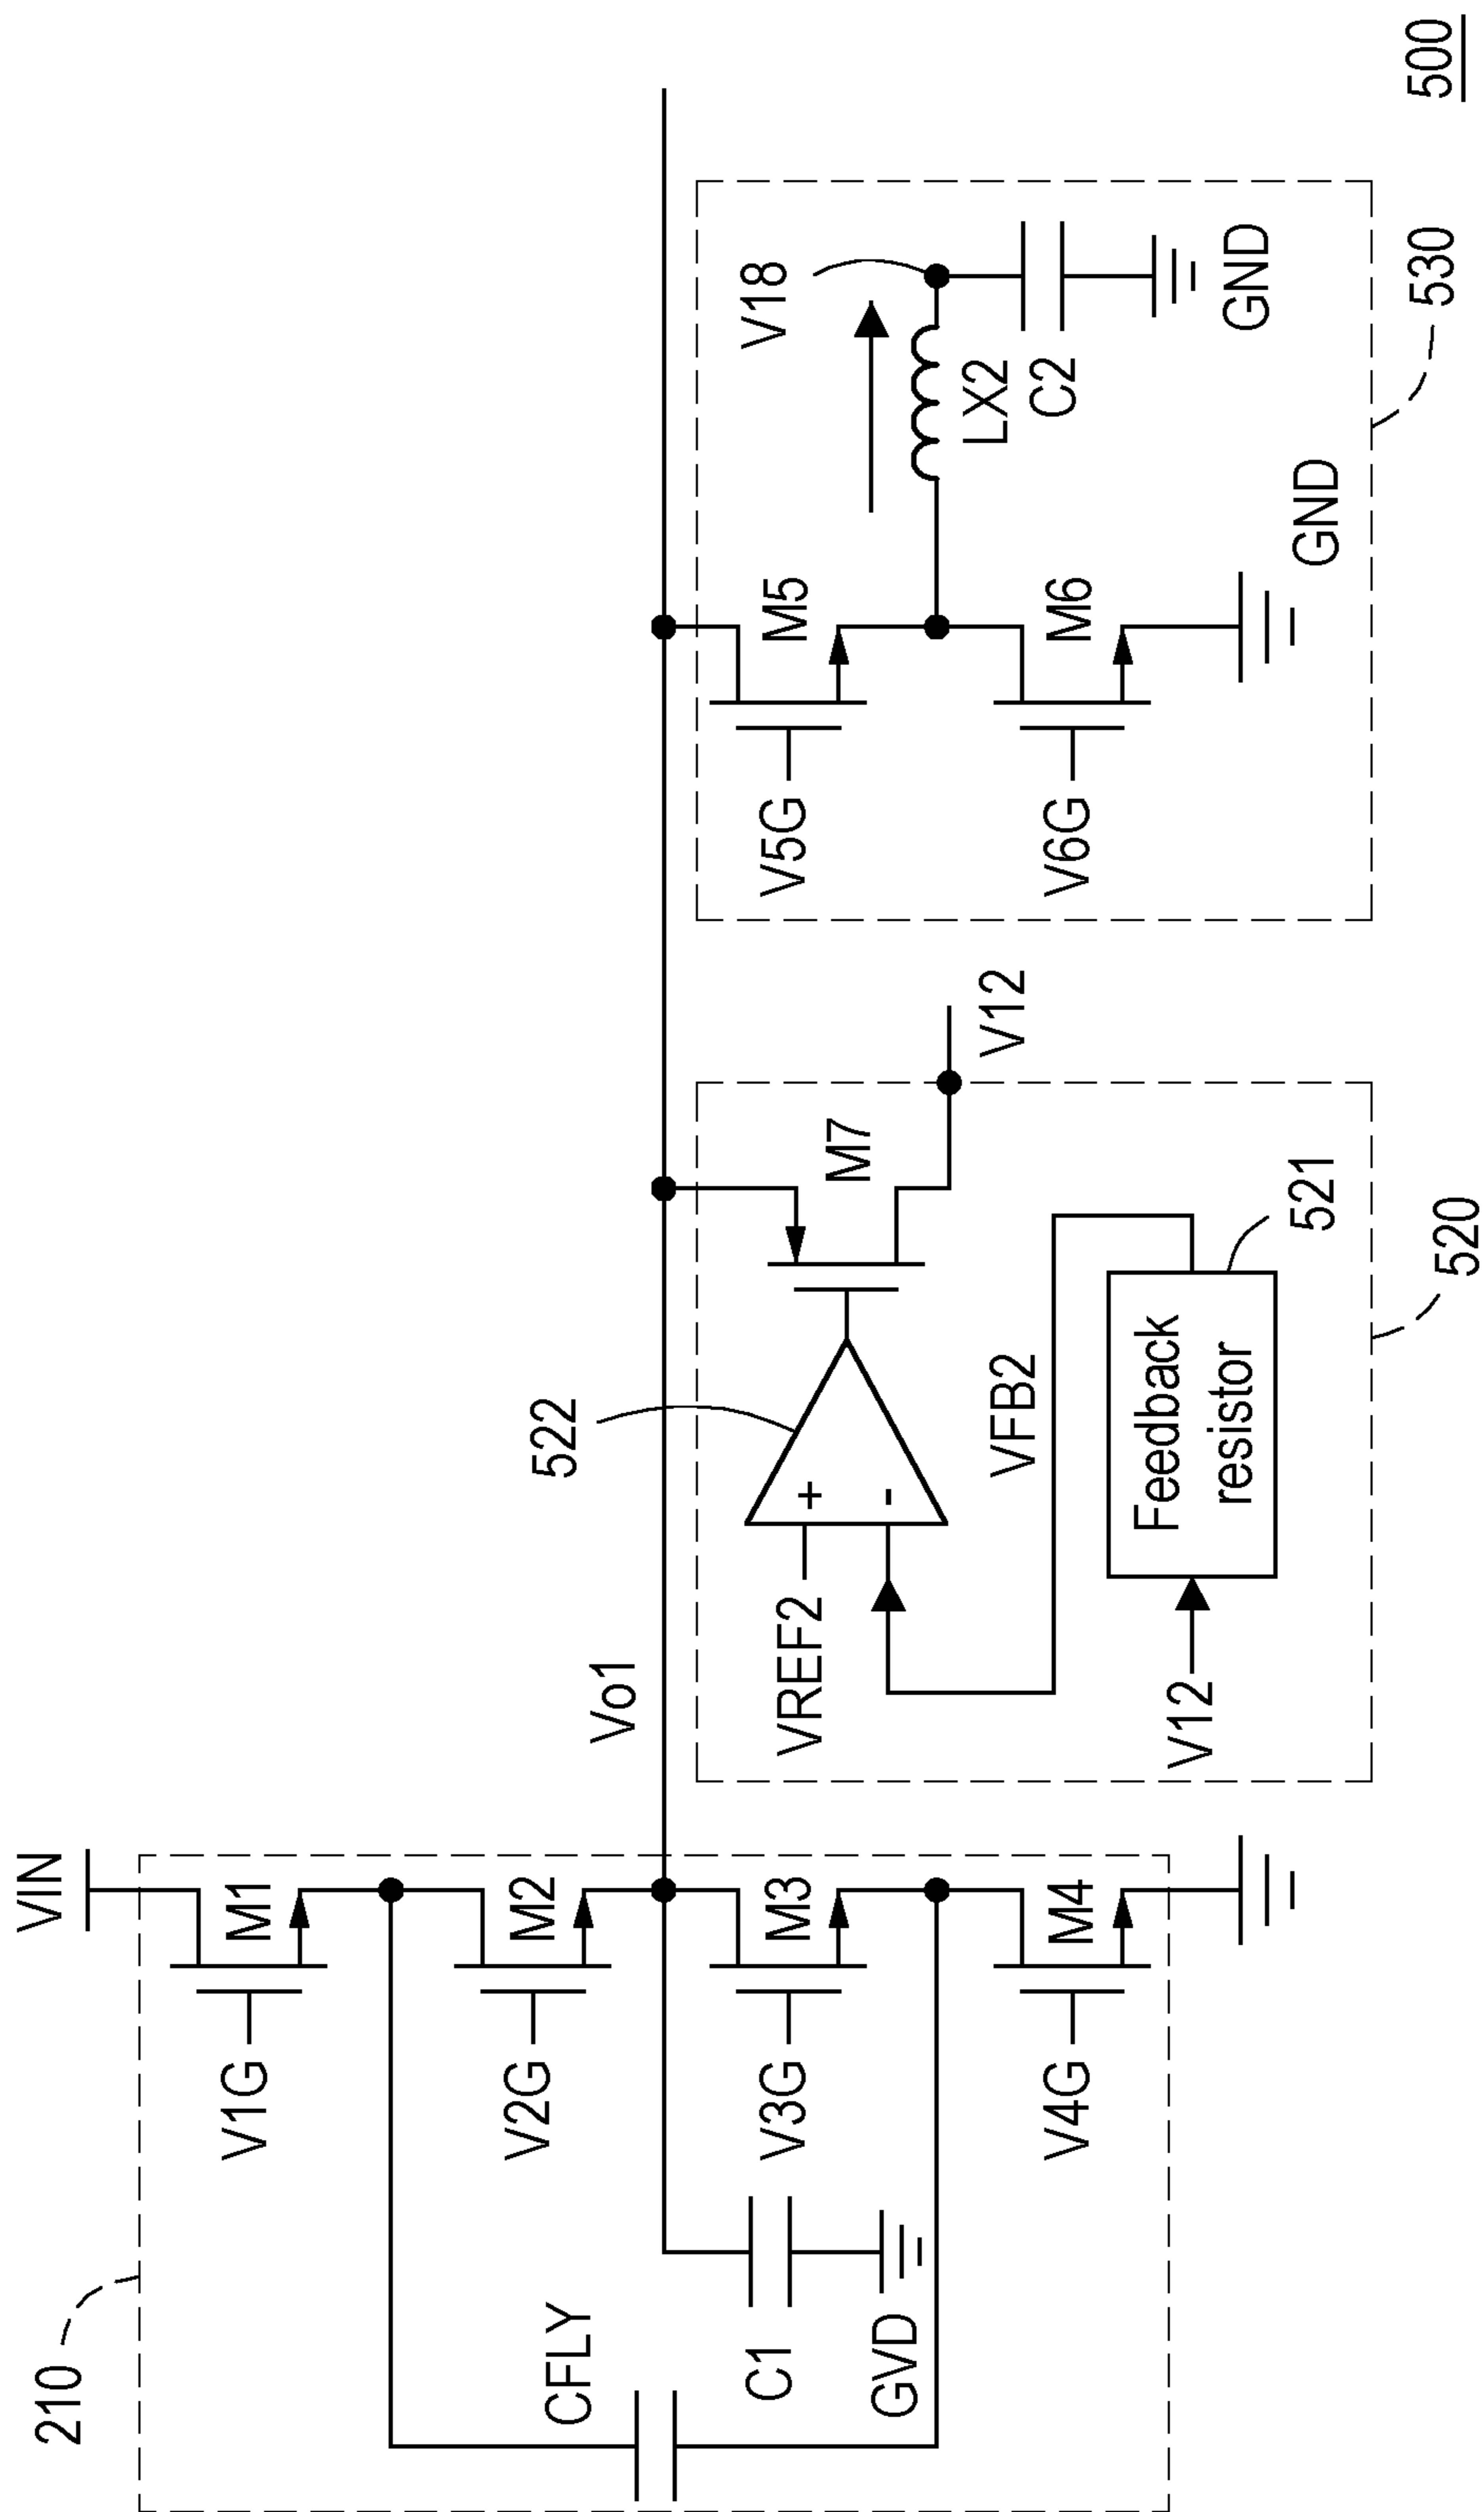 500
VIN
210
V1G
M1
V2G
M2
CFLY
Vo1
C1
V3G
M3
GVD
V4G
M4
522
VREF2
+
-
M7
VFB2
V12
V12
Feedback
resistor
521
520
V18
V5G
M5
LX2
C2
V6G
M6
GND
GND
530